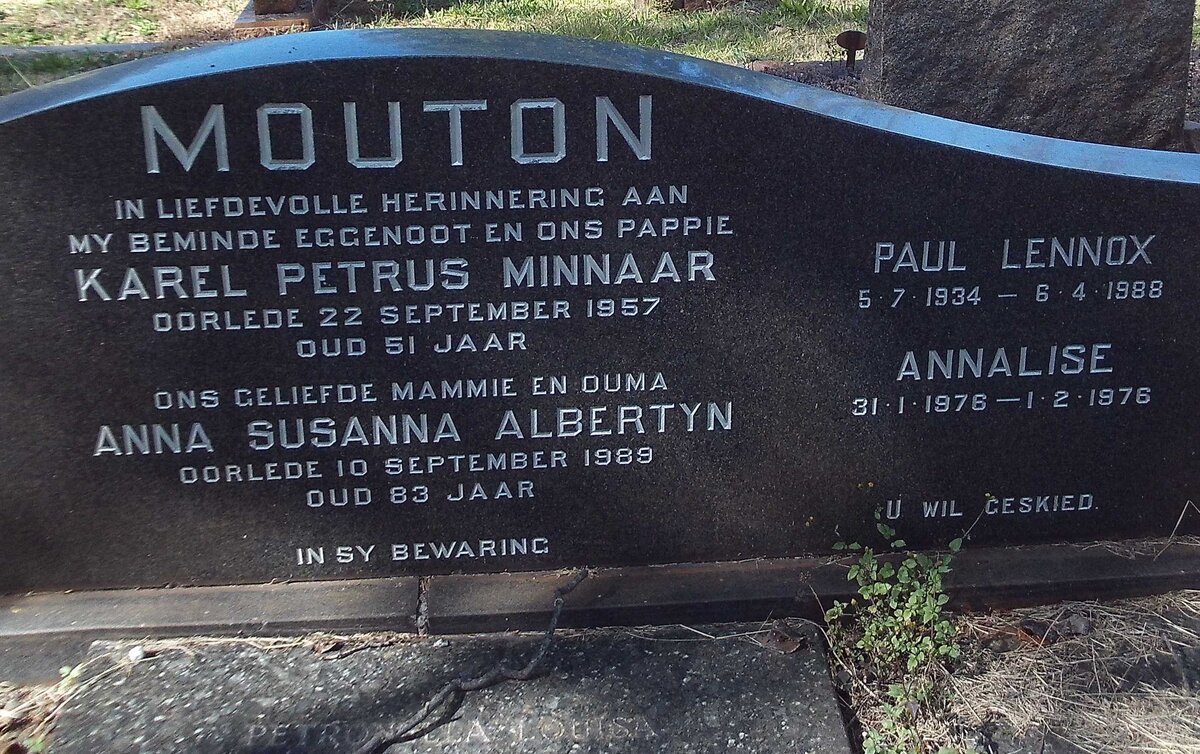 MOUTON
IN LIEFDEVOLLE HERINNERING AAN
MY BEMINDE EGGENOOT EN ONS PAPPIE
KAREL PETRUS MINNAAR
OORLEDE 22 SEPTEMBER 1957
OUD 51 JAAR
ONS GELIEFDE MAMMIE EN OUMA
ANNA SUSANNA ALBERTYN
OORLEDE 10 SEPTEMBER 1989
OUD 83 JAAR
IN SY BEWARING
PAUL LENNOX
5·7·1934 — 6·4·1988
ANNALISE
31·1·1976 — 1·2·1976
U WIL GESKIED.
LOUISA